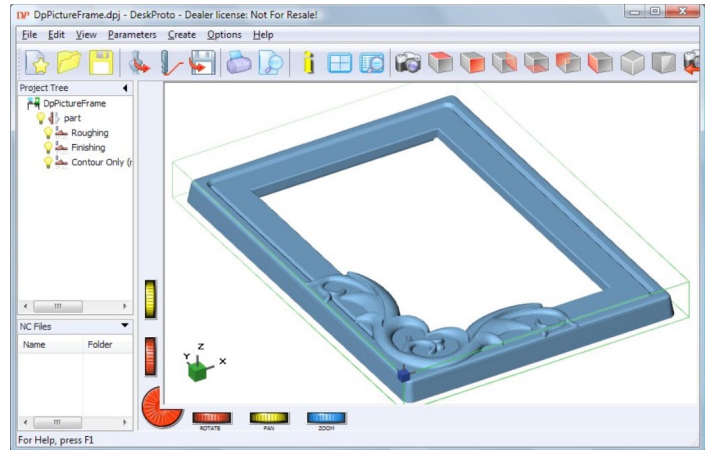 DpPictureFrame.dpj - DeskProto - Dealer license: Not For Resale!
File Edit View Parameters Create Options Help
Project Tree
DpPictureFrame
part
Roughing
Finishing
Contour Only (r
NC Files
Name Folder
Z
Y
X
ROTATE PAN ZOOM
For Help, press F1